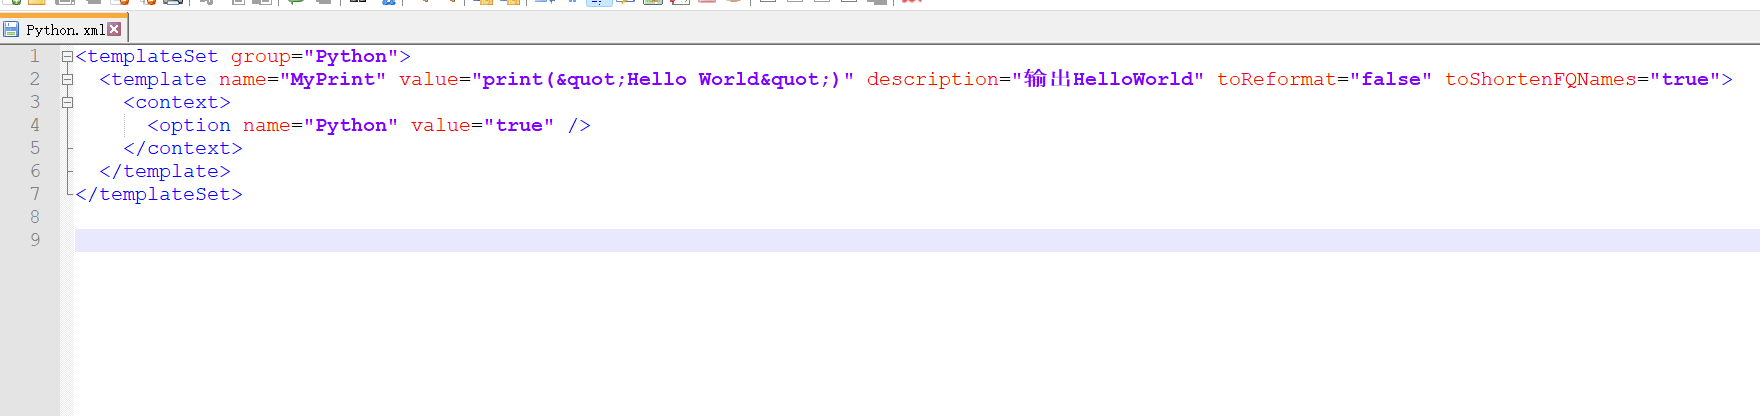 Python.xml
1 <templateSet group="Python">
2 <template name="MyPrint" value="print(&quot;Hello World&quot;)" description="输出HelloWorld" toReformat="false" toShortenFQNames="true">
3 <context>
4 <option name="Python" value="true" />
5 </context>
6 </template>
7 </templateSet>
8
9